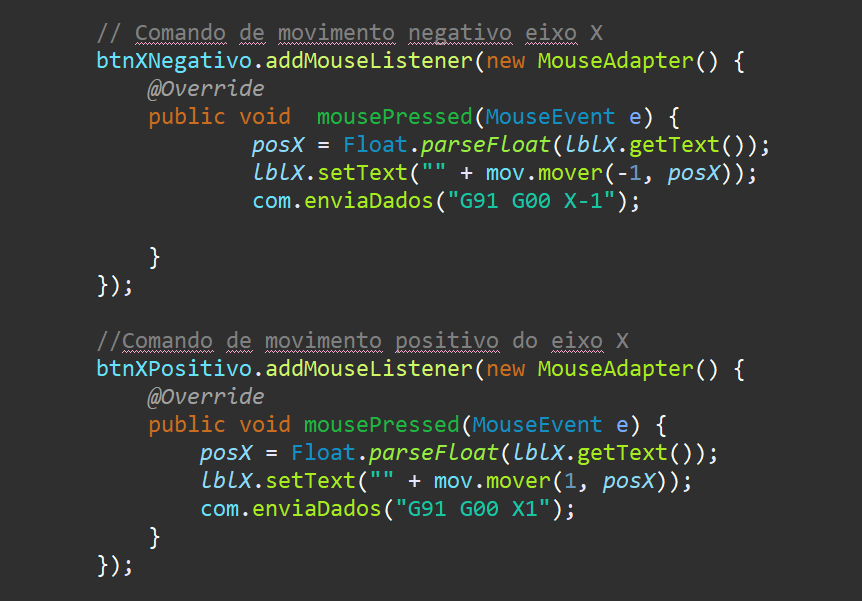 // Comando de movimento negativo eixo X
btnXNegativo.addMouseListener(new MouseAdapter() {
@Override
public void  mousePressed(MouseEvent e) {
posX = Float.parseFloat(lblX.getText());
lblX.setText("" + mov.mover(-1, posX));
com.enviaDados("G91 G00 X-1");
}
});
//Comando de movimento positivo do eixo X
btnXPositivo.addMouseListener(new MouseAdapter() {
@Override
public void mousePressed(MouseEvent e) {
posX = Float.parseFloat(lblX.getText());
lblX.setText("" + mov.mover(1, posX));
com.enviaDados("G91 G00 X1");
}
});